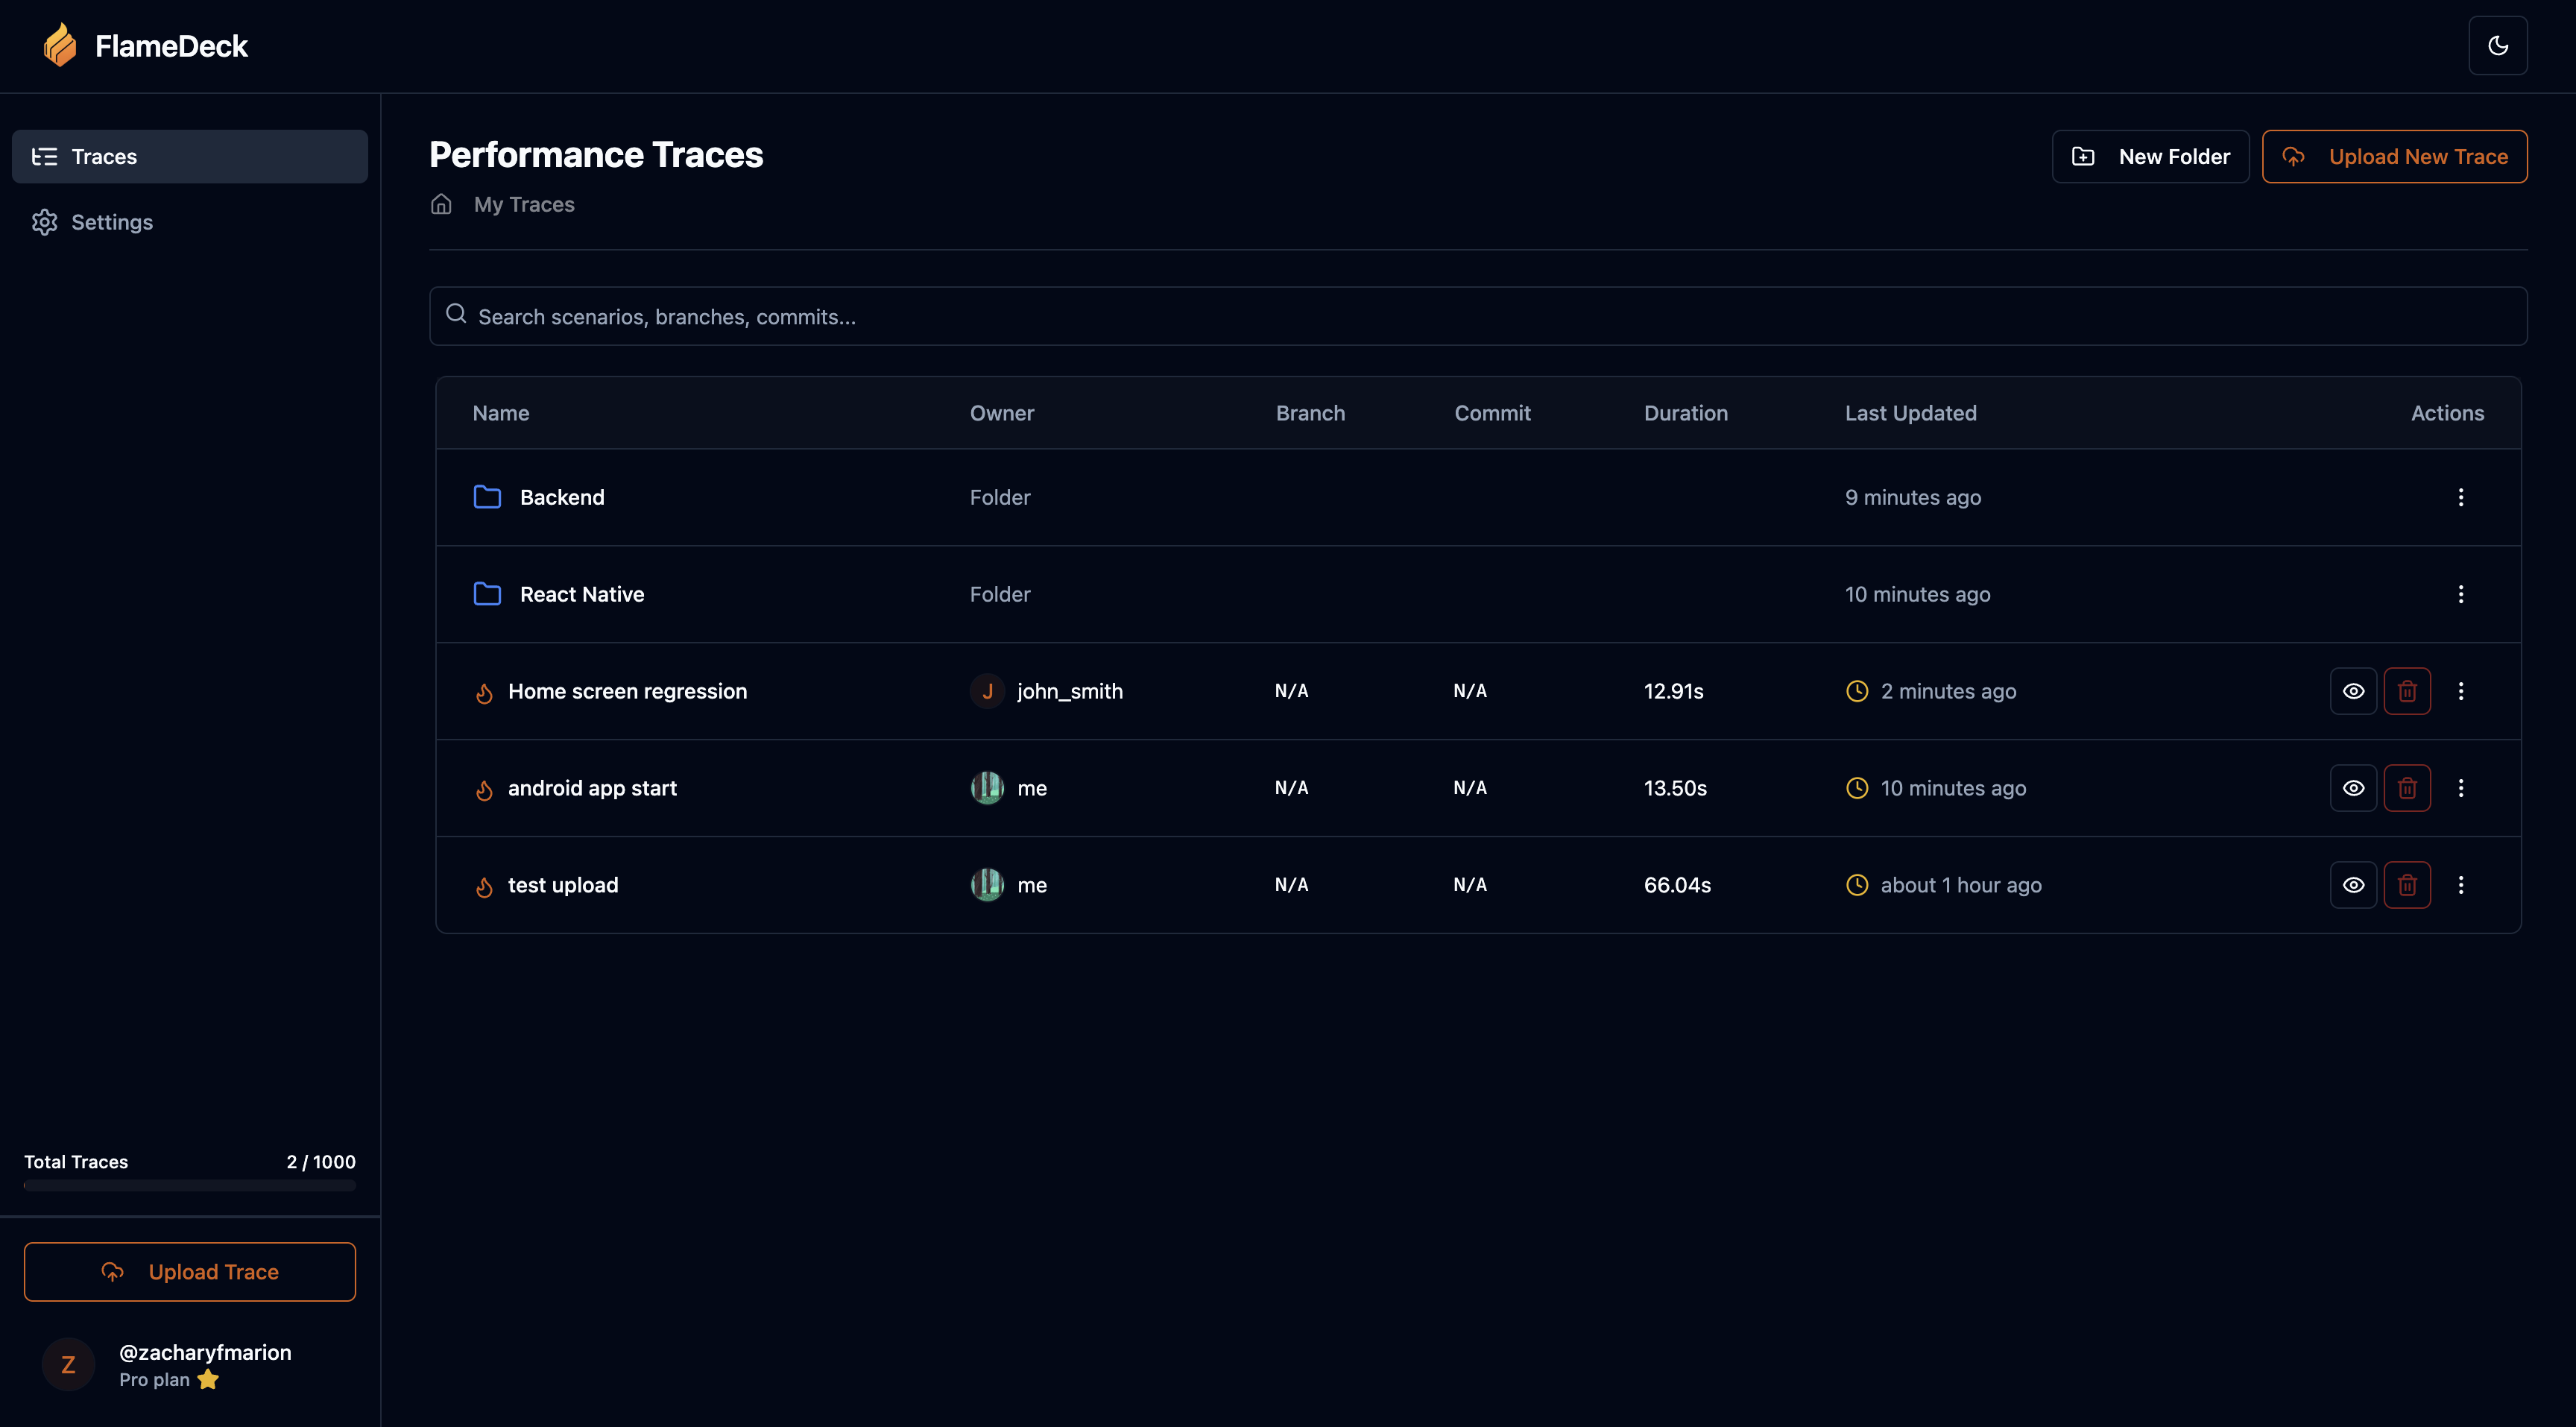 FlameDeck
Traces
Settings
Performance Traces
My Traces
New Folder
Upload New Trace
Search scenarios, branches, commits...
Name Owner Branch Commit Duration Last Updated Actions
Backend Folder 9 minutes ago
React Native Folder 10 minutes ago
Home screen regression J john_smith N/A N/A 12.91s 2 minutes ago
android app start me N/A N/A 13.50s 10 minutes ago
test upload me N/A N/A 66.04s about 1 hour ago
Total Traces 2 / 1000
Upload Trace
Z @zacharyfmarion
Pro plan